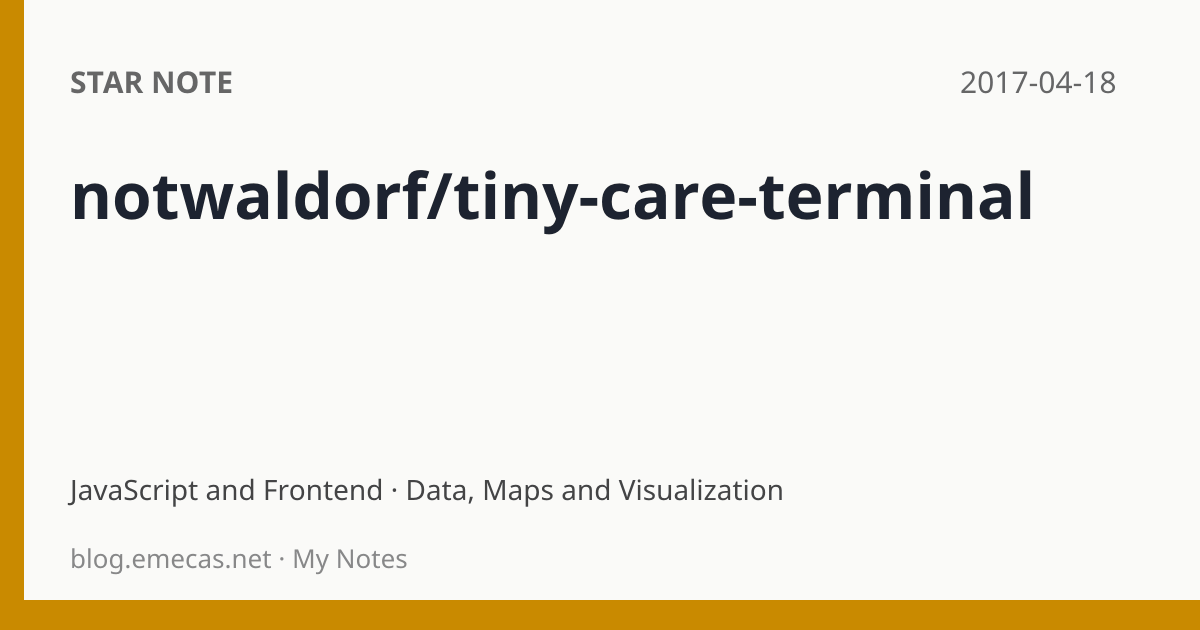 STAR NOTE
2017-04-18
notwaldorf/tiny-care-terminal
JavaScript and Frontend · Data, Maps and Visualization
blog.emecas.net · My Notes